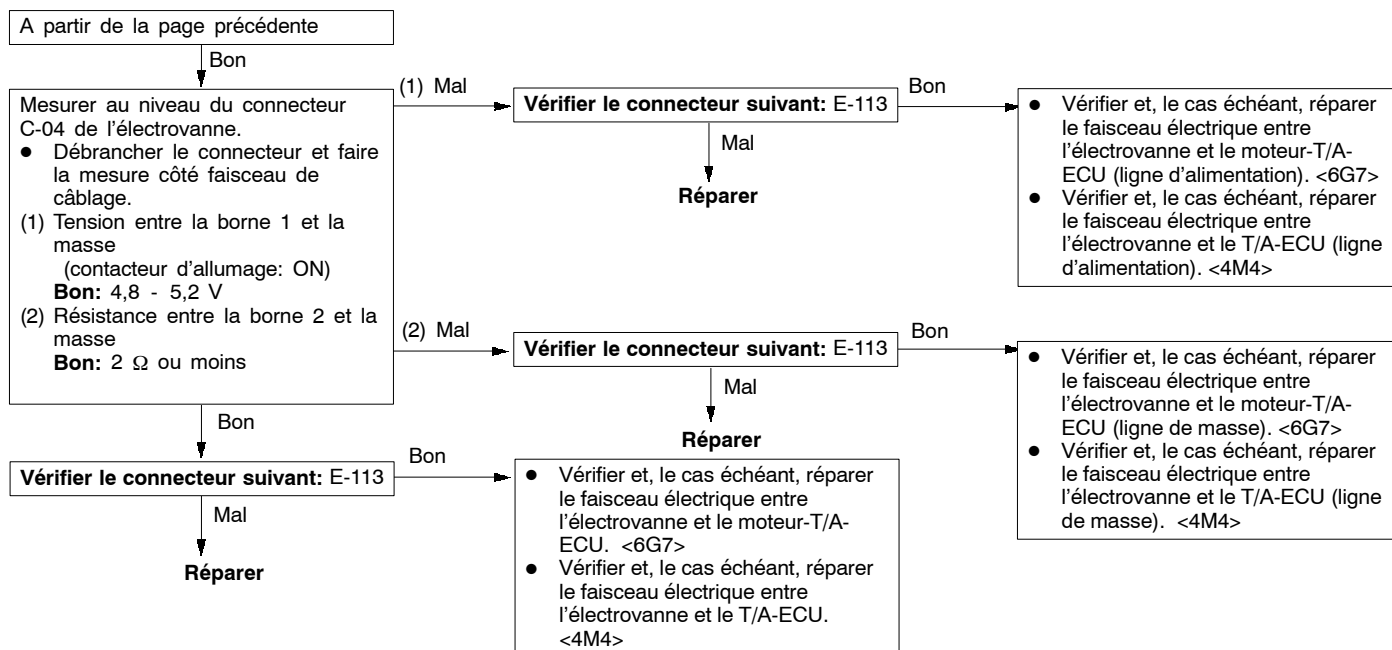 A partir de la page précédente
Bon
Mesurer au niveau du connecteur
C-04 de l'électrovanne.
● Débrancher le connecteur et faire
la mesure côté faisceau de
câblage.
(1) Tension entre la borne 1 et la
masse
(contacteur d'allumage: ON)
Bon: 4,8 - 5,2 V
(2) Résistance entre la borne 2 et la
masse
Bon: 2 Ω ou moins
(1) Mal
Vérifier le connecteur suivant: E-113
Bon
● Vérifier et, le cas échéant, réparer
le faisceau électrique entre
l'électrovanne et le moteur-T/A-
ECU (ligne d'alimentation). <6G7>
● Vérifier et, le cas échéant, réparer
le faisceau électrique entre
l'électrovanne et le T/A-ECU (ligne
d'alimentation). <4M4>
Mal
Réparer
(2) Mal
Vérifier le connecteur suivant: E-113
Bon
● Vérifier et, le cas échéant, réparer
le faisceau électrique entre
l'électrovanne et le moteur-T/A-
ECU (ligne de masse). <6G7>
● Vérifier et, le cas échéant, réparer
le faisceau électrique entre
l'électrovanne et le T/A-ECU (ligne
de masse). <4M4>
Mal
Réparer
Bon
Vérifier le connecteur suivant: E-113
Bon
● Vérifier et, le cas échéant, réparer
le faisceau électrique entre
l'électrovanne et le moteur-T/A-
ECU. <6G7>
● Vérifier et, le cas échéant, réparer
le faisceau électrique entre
l'électrovanne et le T/A-ECU.
<4M4>
Mal
Réparer